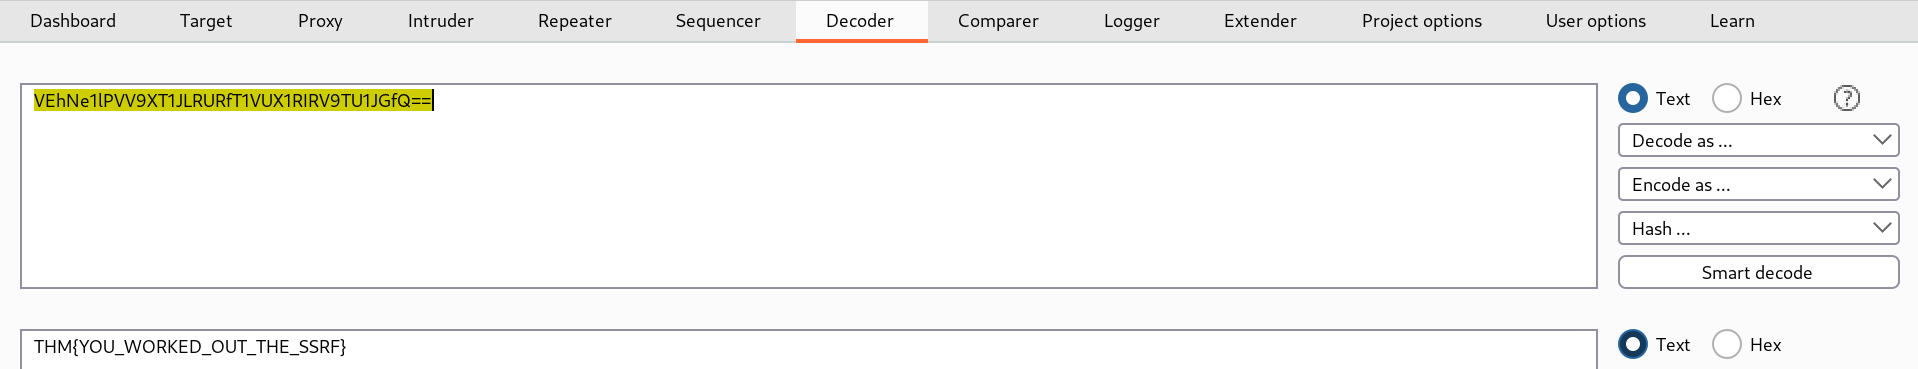 Dashboard Target Proxy Intruder Repeater Sequencer Decoder Comparer Logger Extender Project options User options Learn
VEhNe1lPVV9XT1JLRURfT1VUX1RIRV9TU1JGfQ==
Text Hex ?
Decode as ...
Encode as ...
Hash ...
Smart decode
THM{YOU_WORKED_OUT_THE_SSRF}
Text Hex